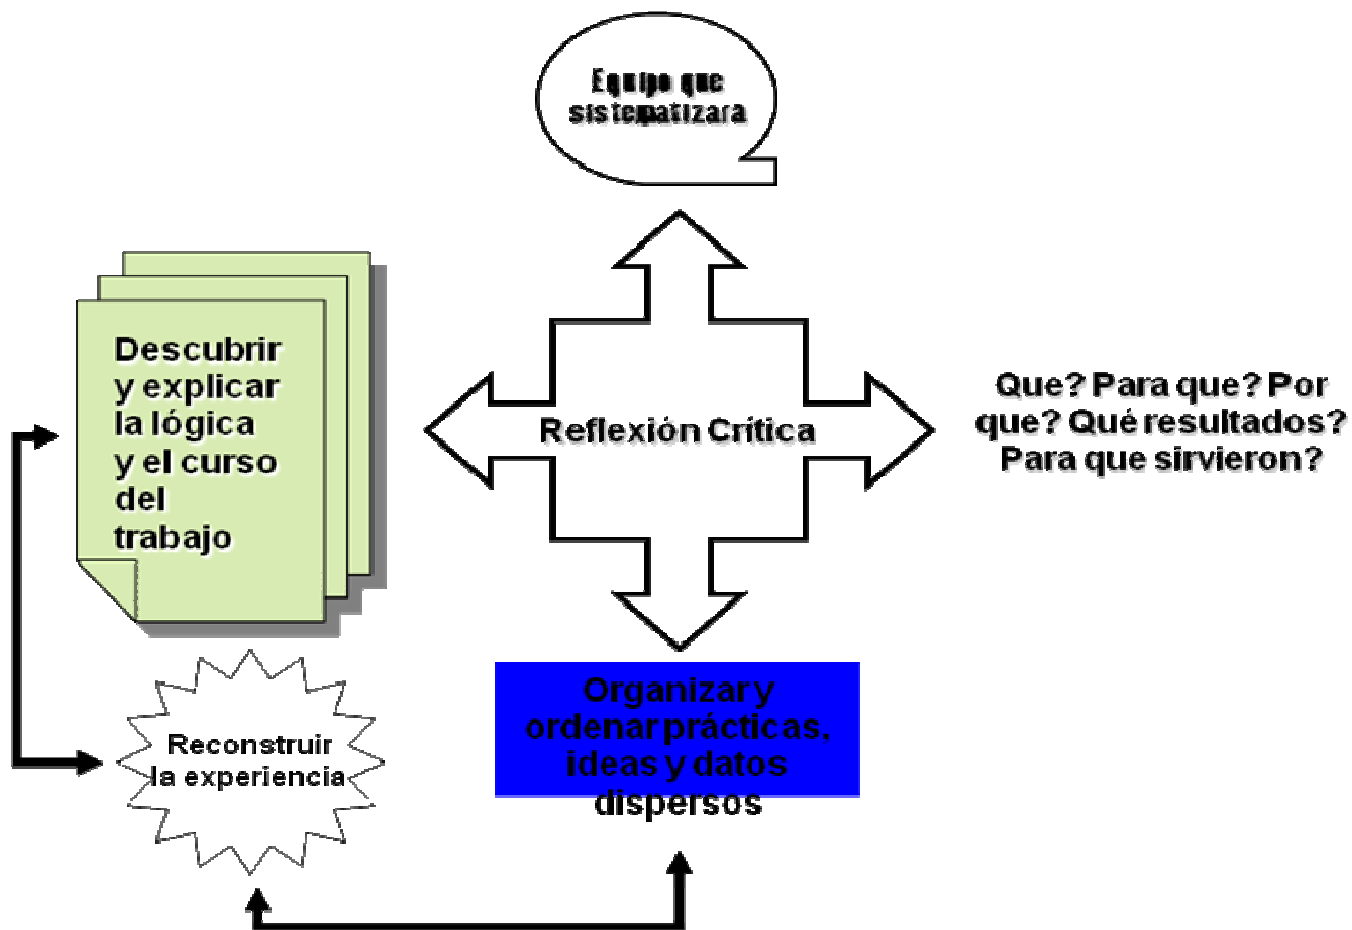 Equipo que
sistematizara
Descubrir
y explicar
la lógica
y el curso
del
trabajo
Reflexión Crítica
Que? Para que? Por
que? Qué resultados?
Para que sirvieron?
Reconstruir
la experiencia
Organizar y
ordenar prácticas,
ideas y datos
dispersos